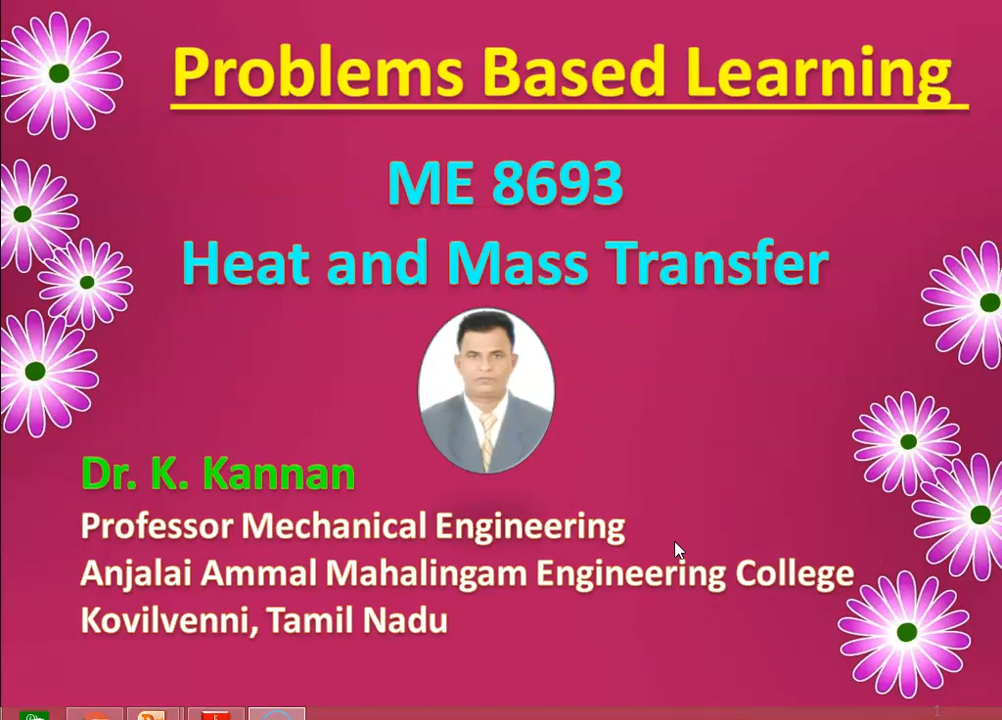 Problems Based Learning
ME 8693
Heat and Mass Transfer
Dr. K. Kannan
Professor Mechanical Engineering
Anjalai Ammal Mahalingam Engineering College
Kovilvenni, Tamil Nadu
1